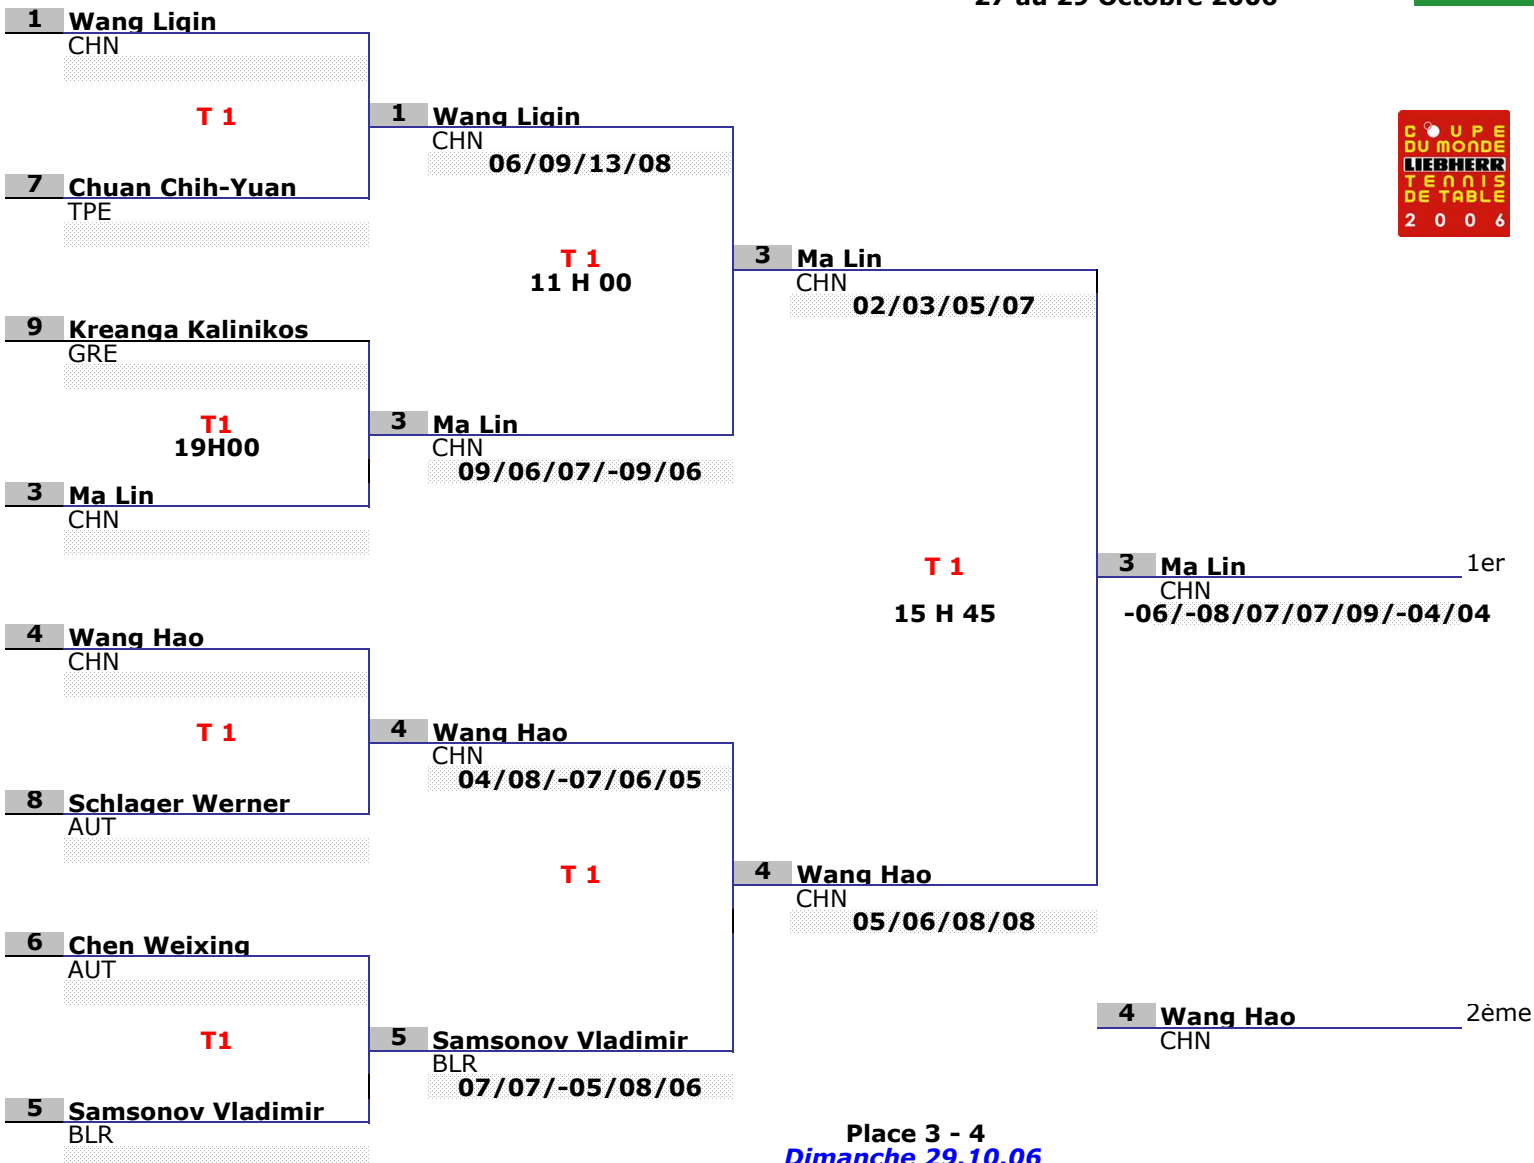 27 au 29 Octobre 2006
1 Wang Liqin
CHN
T 1
7 Chuan Chih-Yuan
TPE
9 Kreanga Kalinikos
GRE
T1
19H00
3 Ma Lin
CHN
4 Wang Hao
CHN
T 1
8 Schlager Werner
AUT
6 Chen Weixing
AUT
T1
5 Samsonov Vladimir
BLR
1 Wang Liqin
CHN
06/09/13/08
T 1
11 H 00
3 Ma Lin
CHN
09/06/07/-09/06
4 Wang Hao
CHN
04/08/-07/06/05
T 1
5 Samsonov Vladimir
BLR
07/07/-05/08/06
3 Ma Lin
CHN
02/03/05/07
T 1
15 H 45
4 Wang Hao
CHN
05/06/08/08
COUPE
DU MONDE
LIEBHERR
TENNIS
DE TABLE
2006
3 Ma Lin 1er
CHN
-06/-08/07/07/09/-04/04
4 Wang Hao 2ème
CHN
Place 3 - 4
Dimanche 29.10.06